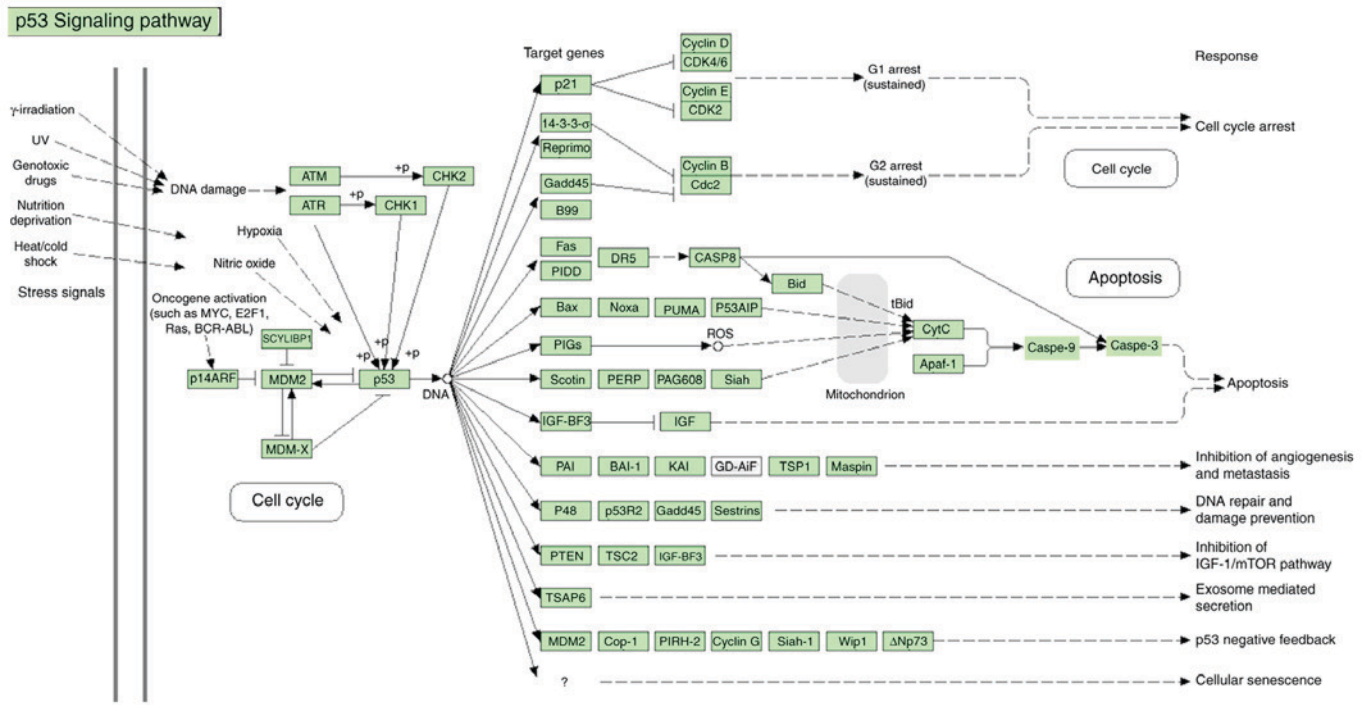 p53 Signaling pathway
Target genes
Response
γ-irradiation
UV
Genotoxic
drugs
Nutrition
deprivation
Heat/cold
shock
Stress signals
DNA damage
ATM
+p
CHK2
ATR
+p
CHK1
Hypoxia
Nitric oxide
Oncogene activation
(such as MYC, E2F1,
Ras, BCR-ABL)
SCYLIBP1
+p
+p
+p
p14ARF
MDM2
p53
DNA
MDM-X
Cell cycle
p21
Cyclin D
CDK4/6
Cyclin E
CDK2
G1 arrest
(sustained)
14-3-3-σ
Reprimo
Cyclin B
Cdc2
G2 arrest
(sustained)
Cell cycle arrest
Cell cycle
Gadd45
B99
Fas
PIDD
DR5
CASP8
Bid
tBid
Apoptosis
Bax
Noxa
PUMA
P53AIP
PIGs
ROS
CytC
Caspe-9
Caspe-3
Apaf-1
Scotin
PERP
PAG608
Siah
Mitochondrion
Apoptosis
IGF-BF3
IGF
PAI
BAI-1
KAI
GD-AiF
TSP1
Maspin
Inhibition of angiogenesis
and metastasis
P48
p53R2
Gadd45
Sestrins
DNA repair and
damage prevention
PTEN
TSC2
IGF-BF3
Inhibition of
IGF-1/mTOR pathway
TSAP6
Exosome mediated
secretion
MDM2
Cop-1
PIRH-2
Cyclin G
Siah-1
Wip1
ΔNp73
p53 negative feedback
?
Cellular senescence